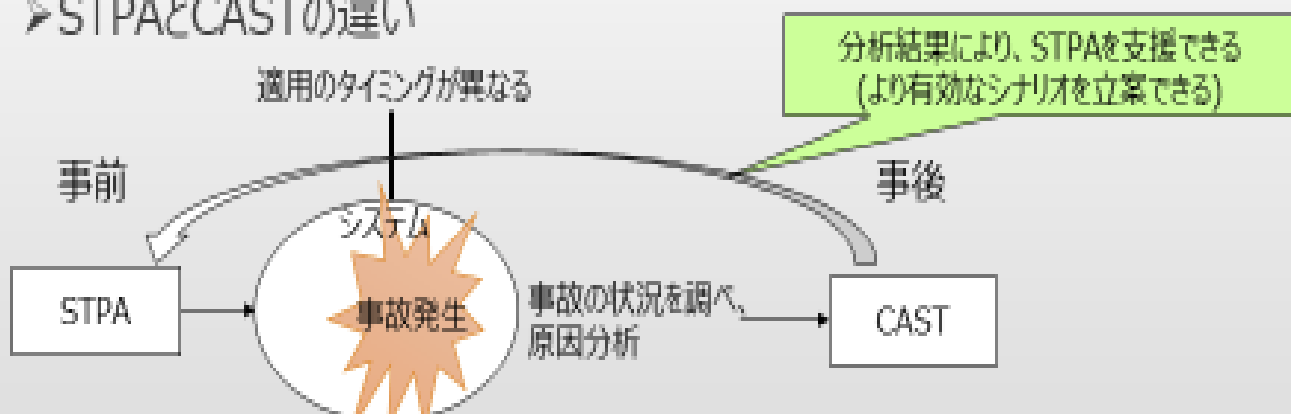 ➢STPAとCASTの違い
分析結果により、STPAを支援できる
(より有効なシナリオを立案できる)
適用のタイミングが異なる
事前
事後
システム
STPA
事故発生
事故の状況を調べ、
原因分析
CAST